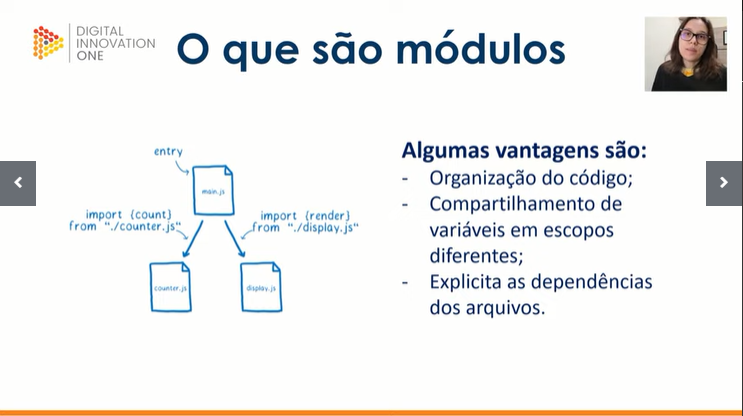 DIGITAL
INNOVATION
ONE
O que são módulos
entry
main.js
import {count}
from "./counter.js"
import {render}
from "./display.js"
counter.js
display.js
Algumas vantagens são:
- Organização do código;
- Compartilhamento de
variáveis em escopos
diferentes;
- Explicita as dependências
dos arquivos.